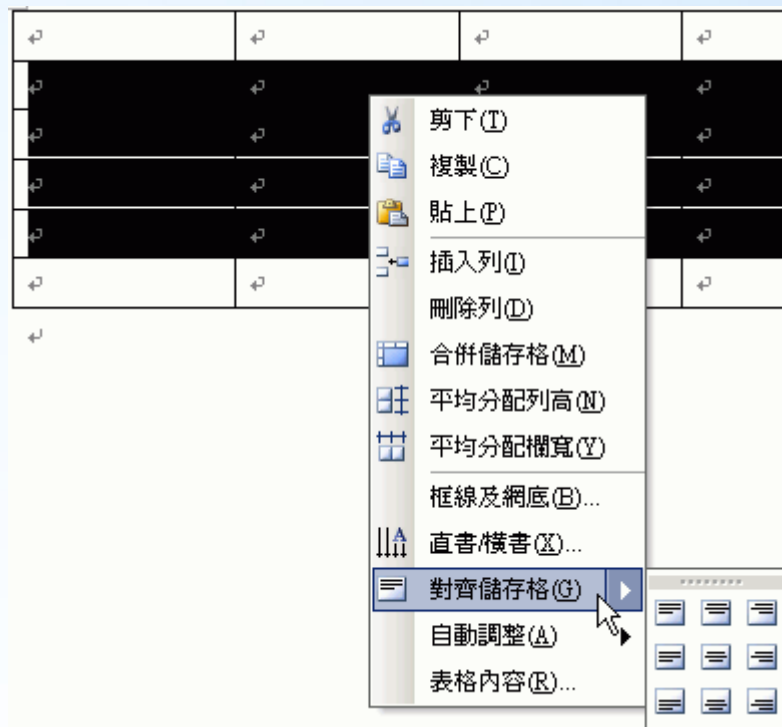 剪下(T)
複製(C)
貼上(P)
插入列(I)
刪除列(D)
合併儲存格(M)
平均分配列高(N)
平均分配欄寬(Y)
框線及網底(B)...
直書/橫書(X)...
對齊儲存格(G)
自動調整(A)
表格內容(R)...